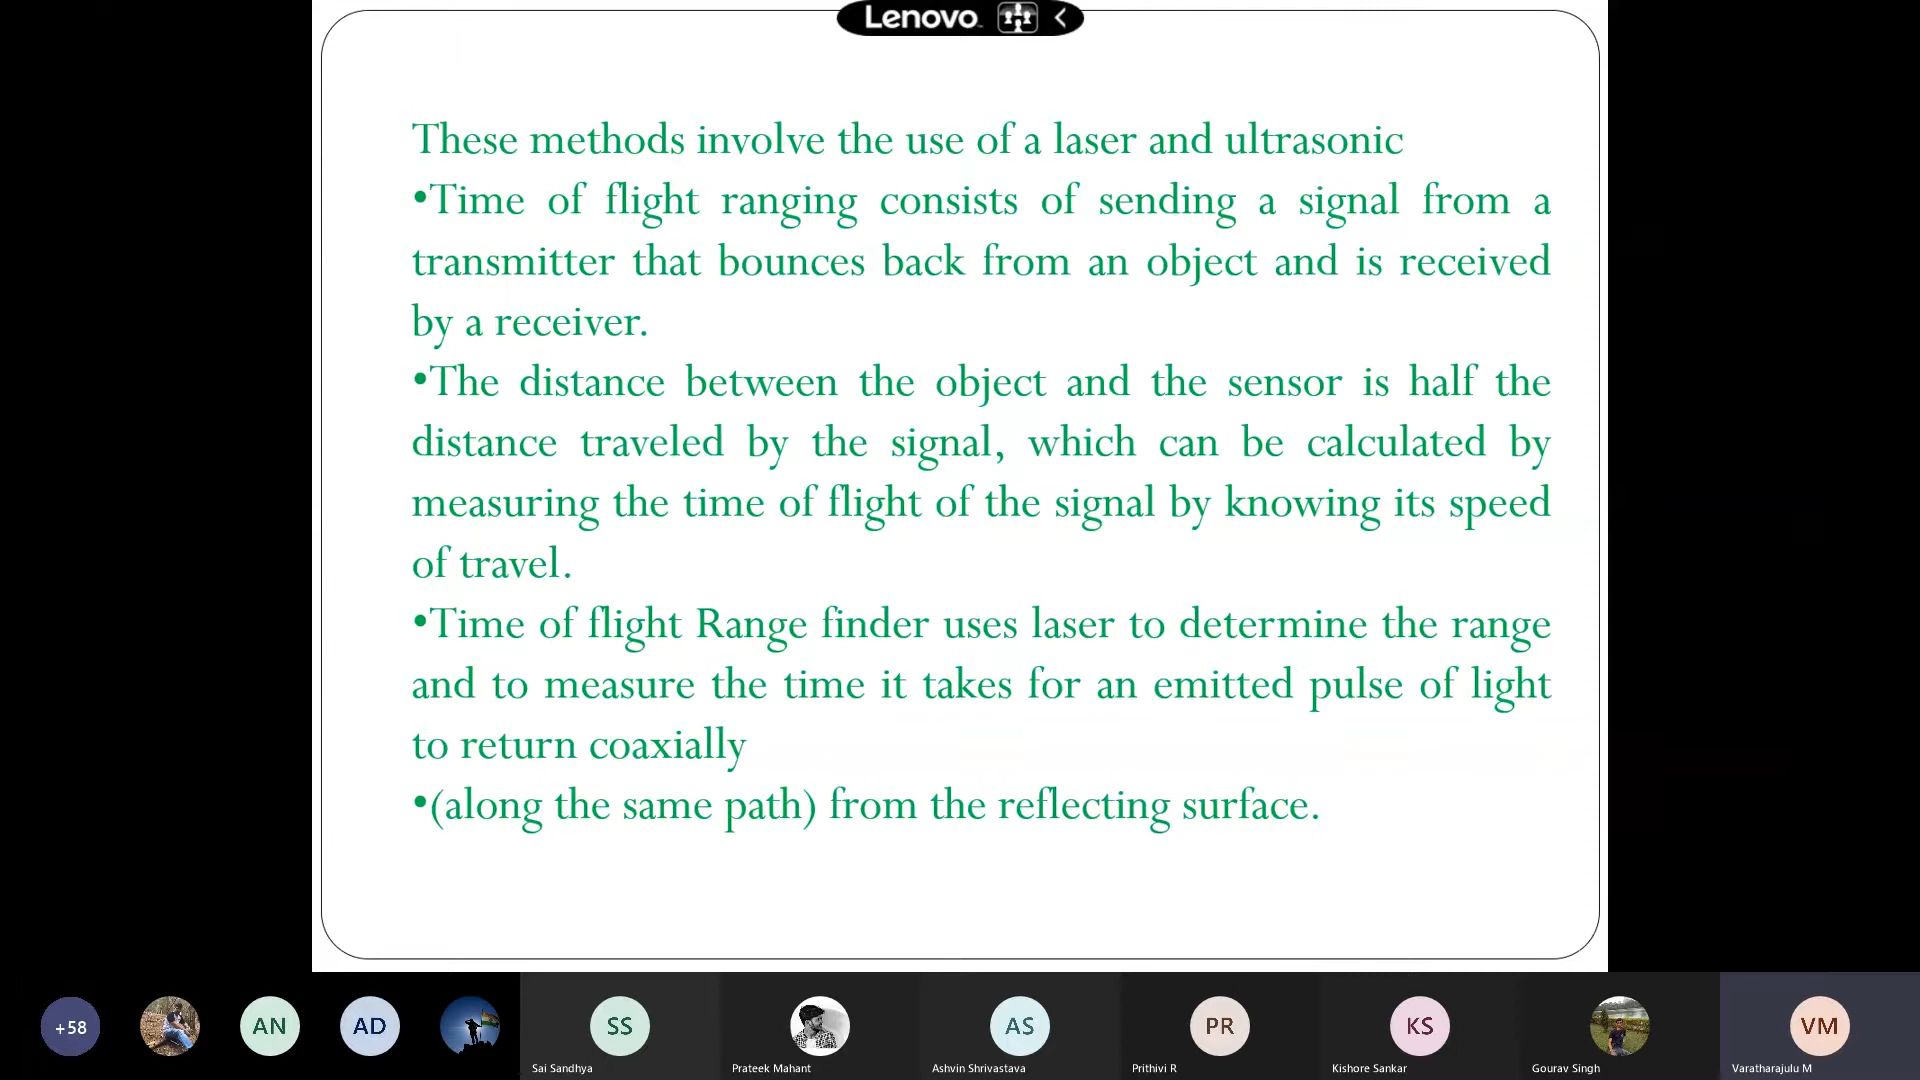 Lenovo
These methods involve the use of a laser and ultrasonic
•Time of flight ranging consists of sending a signal from a
transmitter that bounces back from an object and is received
by a receiver.
•The distance between the object and the sensor is half the
distance traveled by the signal, which can be calculated by
measuring the time of flight of the signal by knowing its speed
of travel.
•Time of flight Range finder uses laser to determine the range
and to measure the time it takes for an emitted pulse of light
to return coaxially
•(along the same path) from the reflecting surface.
+58
AN
AD
SS
AS
PR
KS
VM
Sai Sandhya
Prateek Mahant
Ashvin Shrivastava
Prithivi R
Kishore Sankar
Gourav Singh
Varatharajulu M